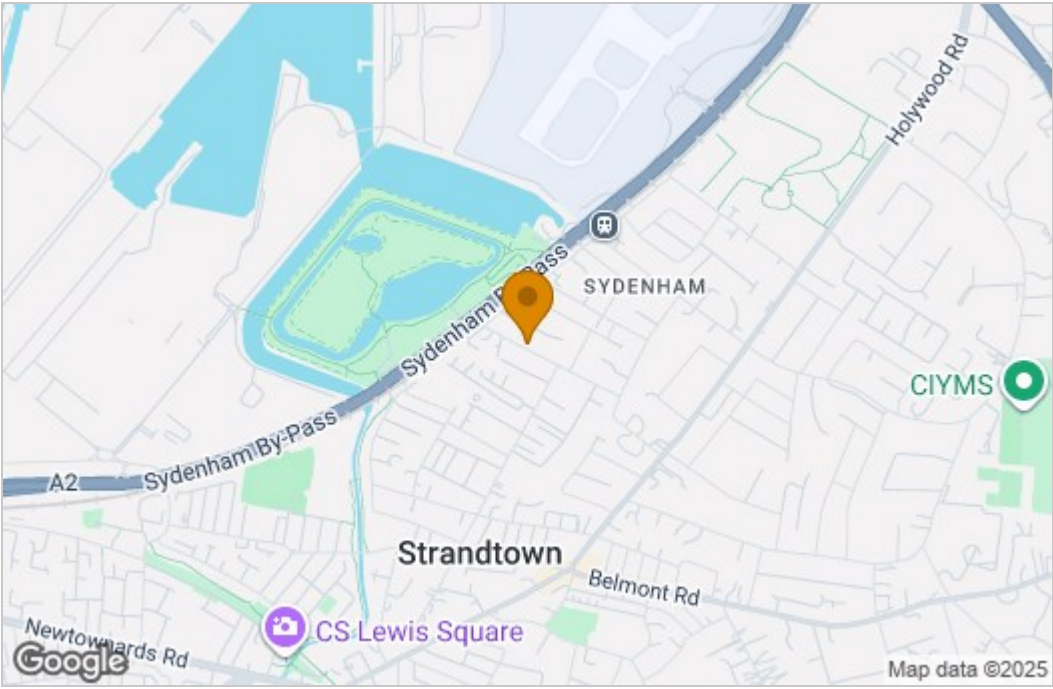 Holywood Rd
SYDENHAM
Sydenham By-Pass
CIYMS
Sydenham By-Pass
A2
Strandtown
Belmont Rd
CS Lewis Square
Newtownards Rd
Google
Map data ©2025